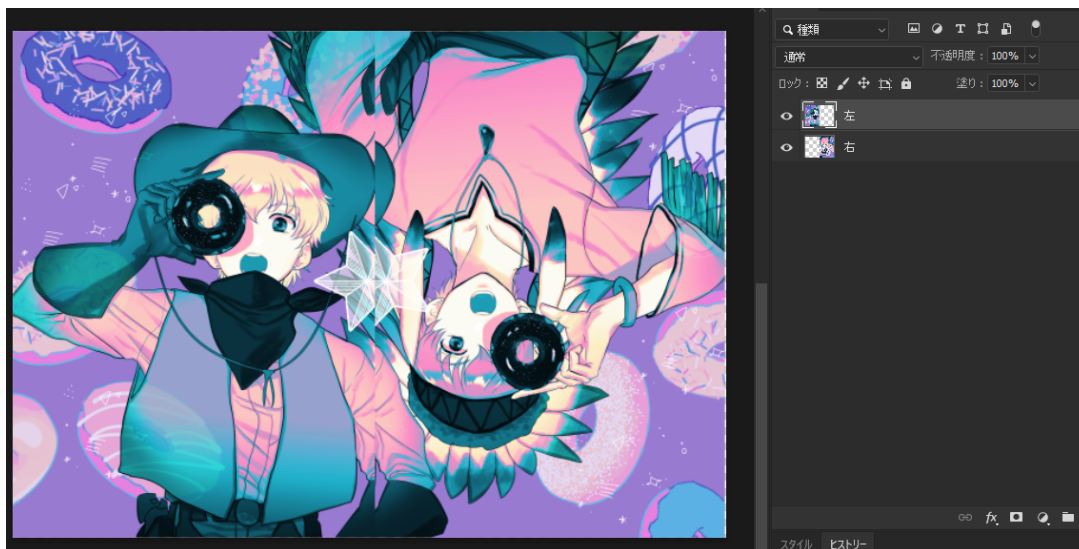 種類
T
通常
不透明度： 100%
ロック：
塗り： 100%
左
右
fx
スタイル ヒストリー